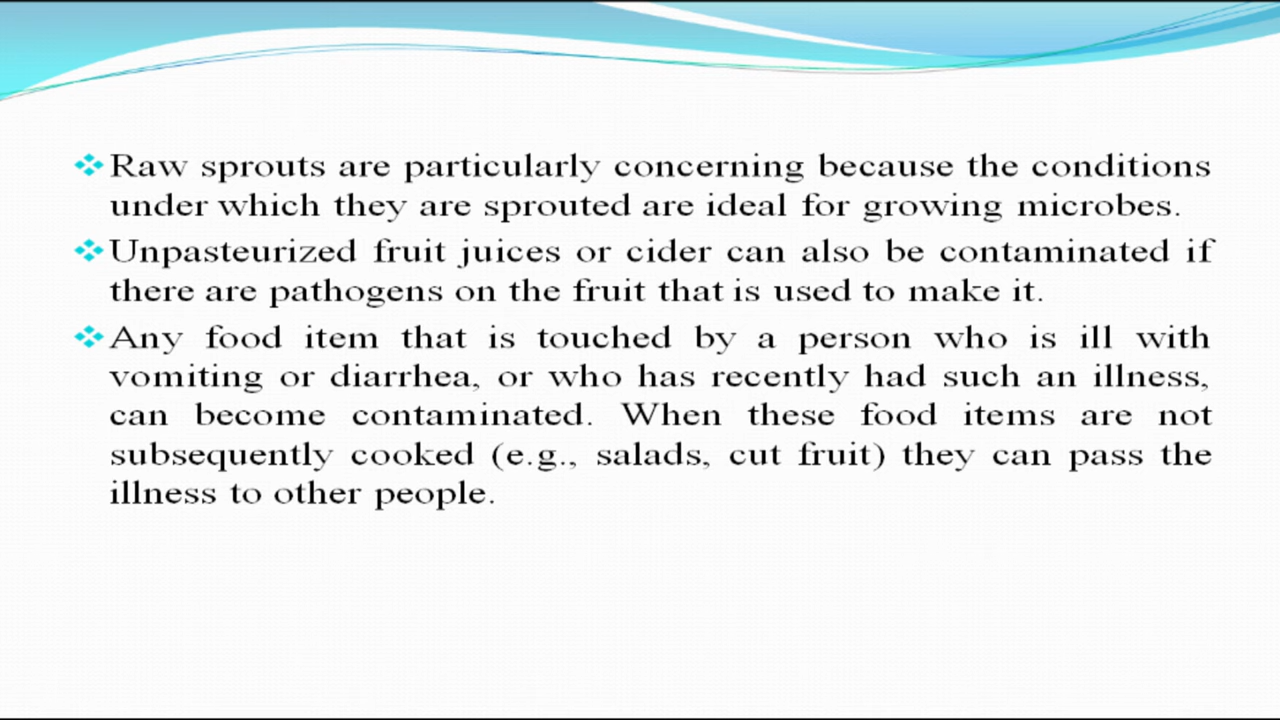 Raw sprouts are particularly concerning because the conditions
under which they are sprouted are ideal for growing microbes.
Unpasteurized fruit juices or cider can also be contaminated if
there are pathogens on the fruit that is used to make it.
Any food item that is touched by a person who is ill with
vomiting or diarrhea, or who has recently had such an illness,
can become contaminated. When these food items are not
subsequently cooked (e.g., salads, cut fruit) they can pass the
illness to other people.